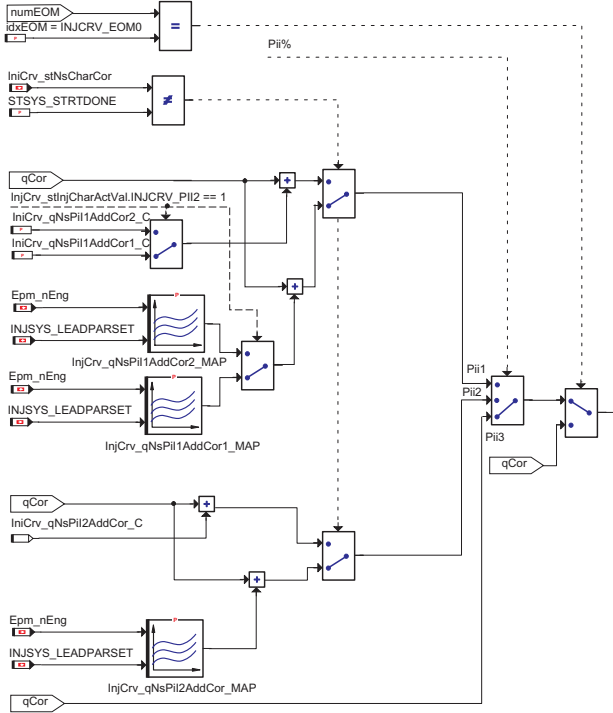 numEOM
idxEOM = INJCRV_EOM0
=
Pii%
IniCrv_stNsCharCor
STSYS_STRTDONE
≠
qCor
InjCrv_stInjCharActVal.INJCRV_PII2 == 1
IniCrv_qNsPil1AddCor2_C
IniCrv_qNsPil1AddCor1_C
+
+
P
Epm_nEng
INJSYS_LEADPARSET
InjCrv_qNsPil1AddCor2_MAP
Epm_nEng
P
INJSYS_LEADPARSET
InjCrv_qNsPil1AddCor1_MAP
Pii1
Pii2
Pii3
qCor
qCor
+
IniCrv_qNsPil2AddCor_C
+
P
Epm_nEng
INJSYS_LEADPARSET
InjCrv_qNsPil2AddCor_MAP
qCor